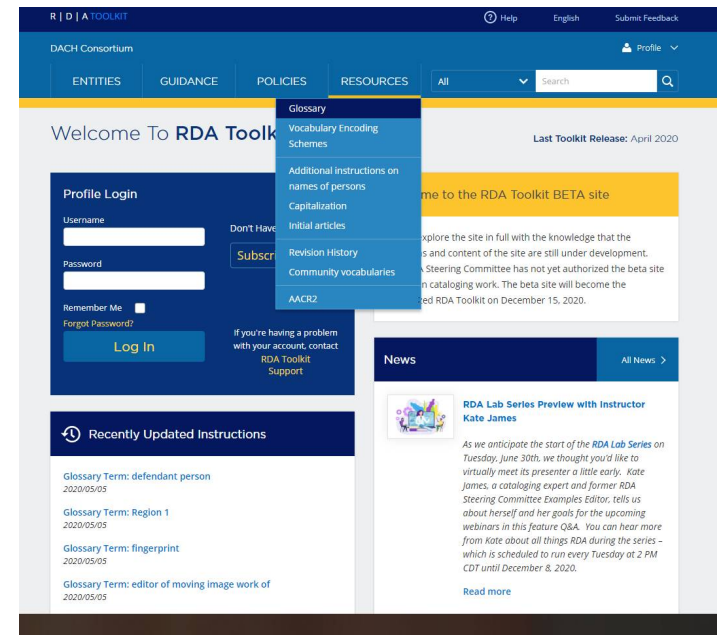 R | D | A TOOLKIT
Help English Submit Feedback
DACH Consortium
Profile
ENTITIES GUIDANCE POLICIES RESOURCES All Search
Glossary
Vocabulary Encoding
Schemes
Additional instructions on
names of persons
Capitalization
Initial articles
Revision History
Community vocabularies
AACR2
Welcome To RDA
Last Toolkit Release: April 2020
Profile Login
Username
Password
Remember Me
Forgot Password?
Log In
Don't Have
If you're having a problem
with your account, contact
RDA Toolkit
Support
to the RDA Toolkit BETA site
explore the site in full with the knowledge that the
and content of the site are still under development.
Steering Committee has not yet authorized the beta site
cataloging work. The beta site will become the
RDA Toolkit on December 15, 2020.
News
All News
RDA Lab Series Preview with Instructor
Kate James
As we anticipate the start of the RDA Lab Series on
Tuesday, June 30th, we thought you'd like to
virtually meet its presenter a little early. Kate
James, a cataloging expert and former RDA
Steering Committee Examples Editor, tells us
about herself and her goals for the upcoming
webinars in this feature Q&A. You can hear more
from Kate about all things RDA during the series –
which is scheduled to run every Tuesday at 2 PM
CDT until December 8, 2020.
Read more
Recently Updated Instructions
Glossary Term: defendant person
2020/05/05
Glossary Term: Region 1
2020/05/05
Glossary Term: fingerprint
2020/05/05
Glossary Term: editor of moving image work of
2020/05/05